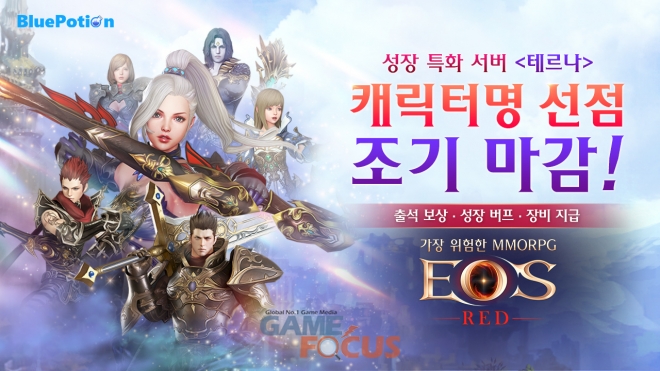 BluePotion
성장 특화 서버 <테르나>
캐릭터명 선점
조기 마감!
출석 보상 · 성장 버프 · 장비 지급
가장 위험한 MMORPG
EOS
RED
Global No.1 Game Media
GAME
FOCUS